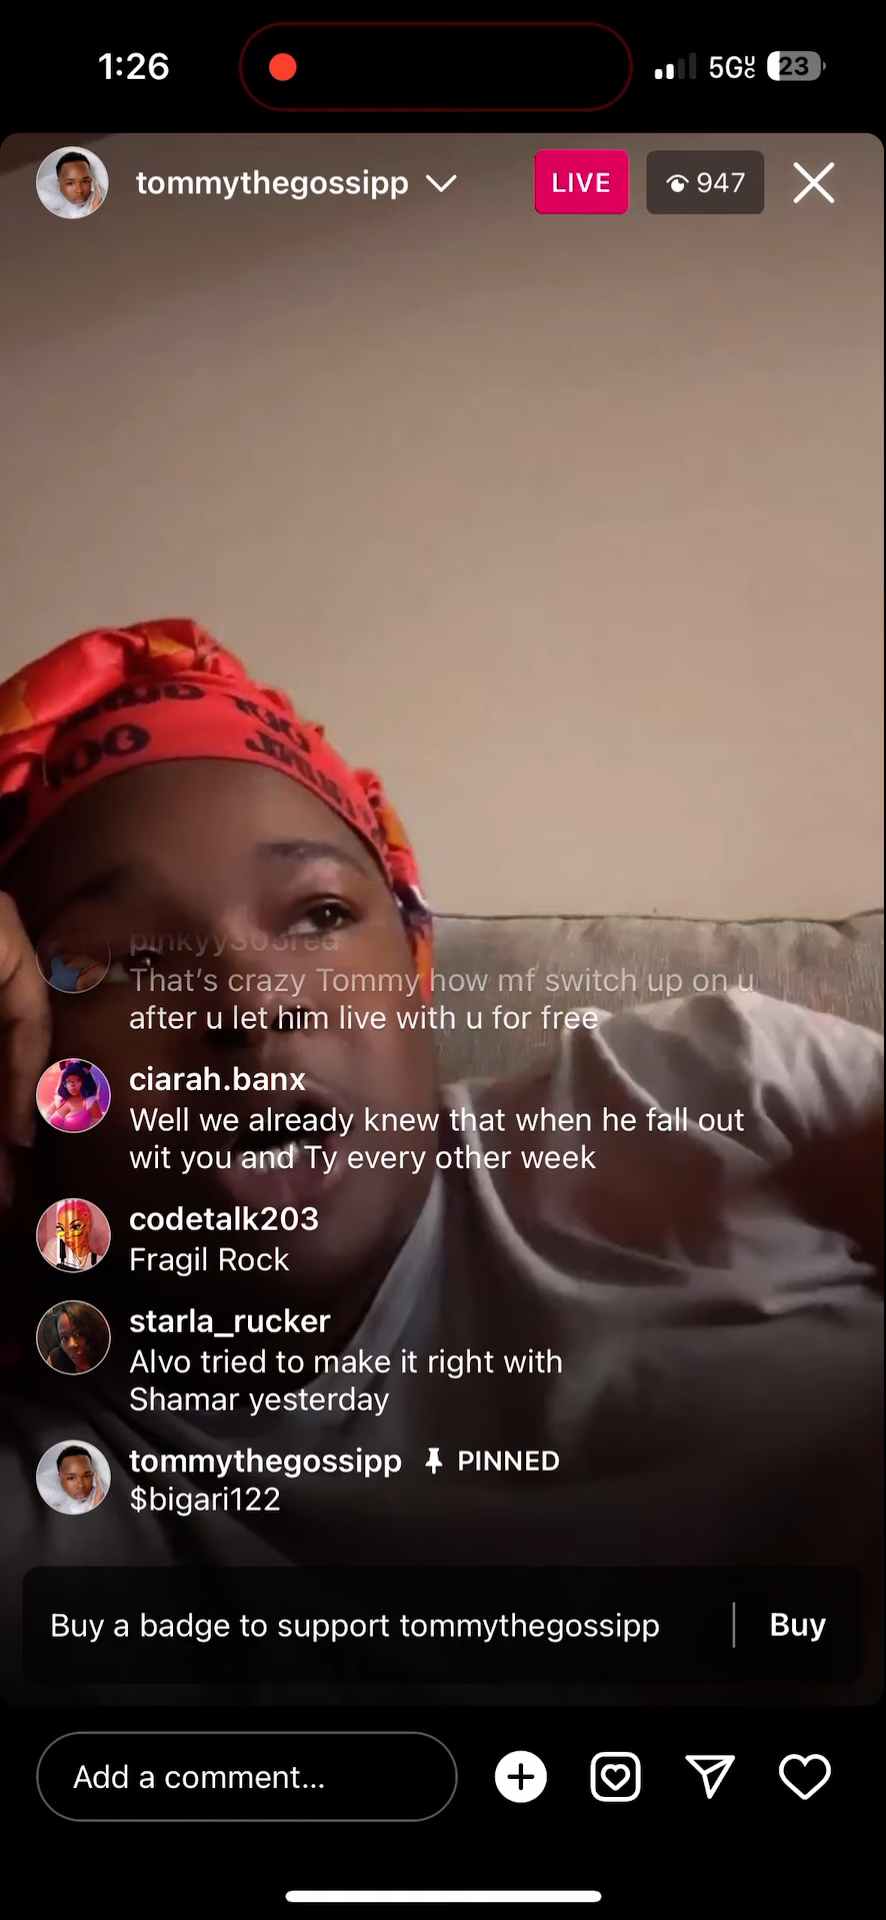 1:26
5G UC 23
tommythegossipp LIVE 947
100
pinkyy305red
That's crazy Tommy how mf switch up on u
after u let him live with u for free
ciarah.banx
Well we already knew that when he fall out
wit you and Ty every other week
codetalk203
Fragil Rock
starla_rucker
Alvo tried to make it right with
Shamar yesterday
tommythegossipp PINNED
$bigari122
Buy a badge to support tommythegossipp Buy
Add a comment...